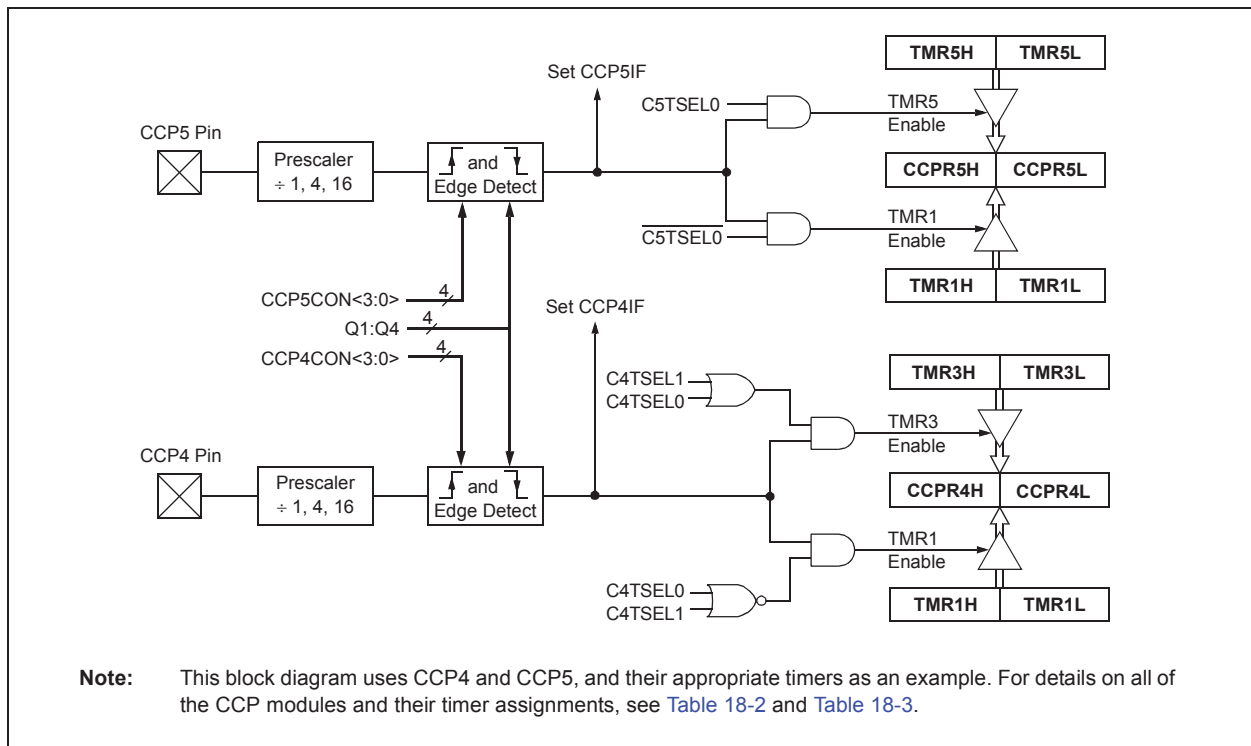 TMR5H TMR5L
Set CCP5IF
C5TSEL0
TMR5
Enable
CCP5 Pin
Prescaler
÷ 1, 4, 16
and
Edge Detect
CCPR5H CCPR5L
C5TSEL0
TMR1
Enable
TMR1H TMR1L
CCP5CON<3:0>
4
Q1:Q4
4
CCP4CON<3:0>
4
Set CCP4IF
TMR3H TMR3L
C4TSEL1
C4TSEL0
TMR3
Enable
CCP4 Pin
Prescaler
÷ 1, 4, 16
and
Edge Detect
CCPR4H CCPR4L
TMR1
Enable
C4TSEL0
C4TSEL1
TMR1H TMR1L
Note: This block diagram uses CCP4 and CCP5, and their appropriate timers as an example. For details on all of
the CCP modules and their timer assignments, see Table 18-2 and Table 18-3.